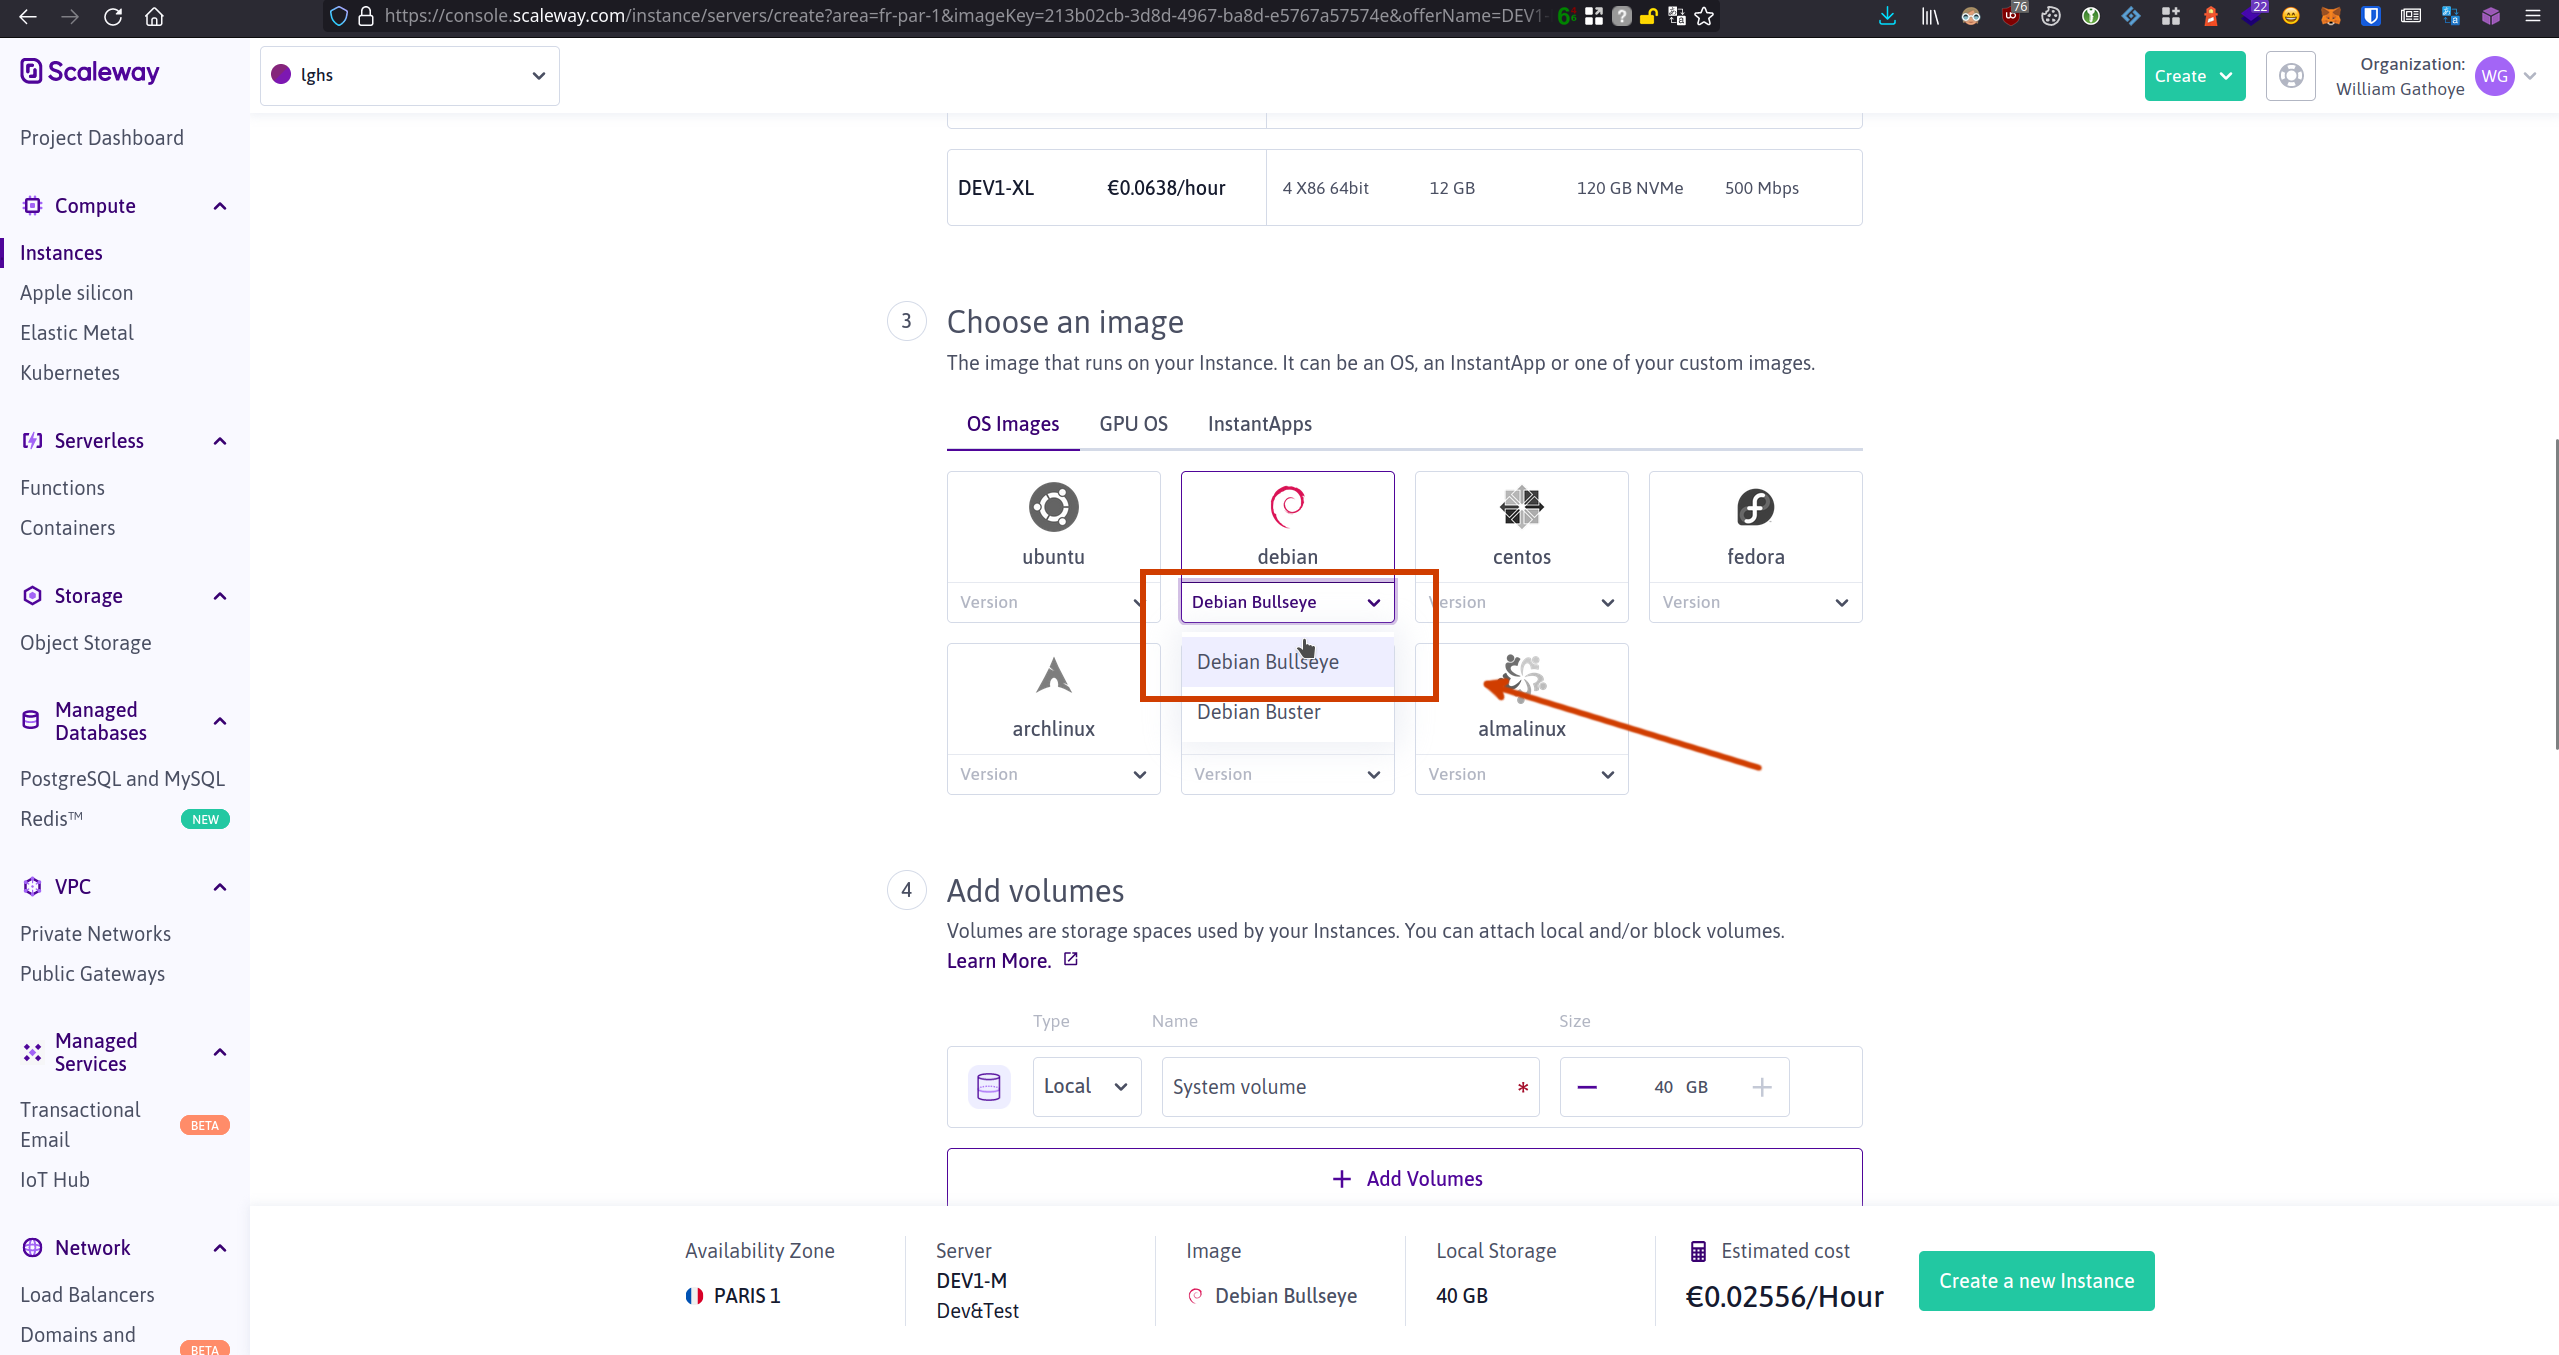 https://console.scaleway.com/instance/servers/create?area=fr-par-1&imageKey=213b02cb-3d8d-4967-ba8d-e5767a57574e&offerName=DEV1-
76
22
Scaleway
lghs
Create
Organization:
William Gathoye
WG
Project Dashboard
Compute
Instances
Apple silicon
Elastic Metal
Kubernetes
Serverless
Functions
Containers
Storage
Object Storage
Managed
Databases
PostgreSQL and MySQL
Redis™ NEW
VPC
Private Networks
Public Gateways
Managed
Services
Transactional
Email
BETA
IoT Hub
Network
Load Balancers
Domains and
BETA
DEV1-XL €0.0638/hour 4 X86 64bit 12 GB 120 GB NVMe 500 Mbps
3 Choose an image
The image that runs on your Instance. It can be an OS, an InstantApp or one of your custom images.
OS Images GPU OS InstantApps
ubuntu debian centos fedora
Version Debian Bullseye Version Version
Debian Bullseye
Debian Buster
archlinux almalinux
Version Version Version
4 Add volumes
Volumes are storage spaces used by your Instances. You can attach local and/or block volumes.
Learn More.
Type Name Size
Local System volume * 40 GB
+ Add Volumes
Availability Zone
PARIS 1
Server
DEV1-M
Dev&Test
Image
Debian Bullseye
Local Storage
40 GB
Estimated cost
€0.02556/Hour
Create a new Instance